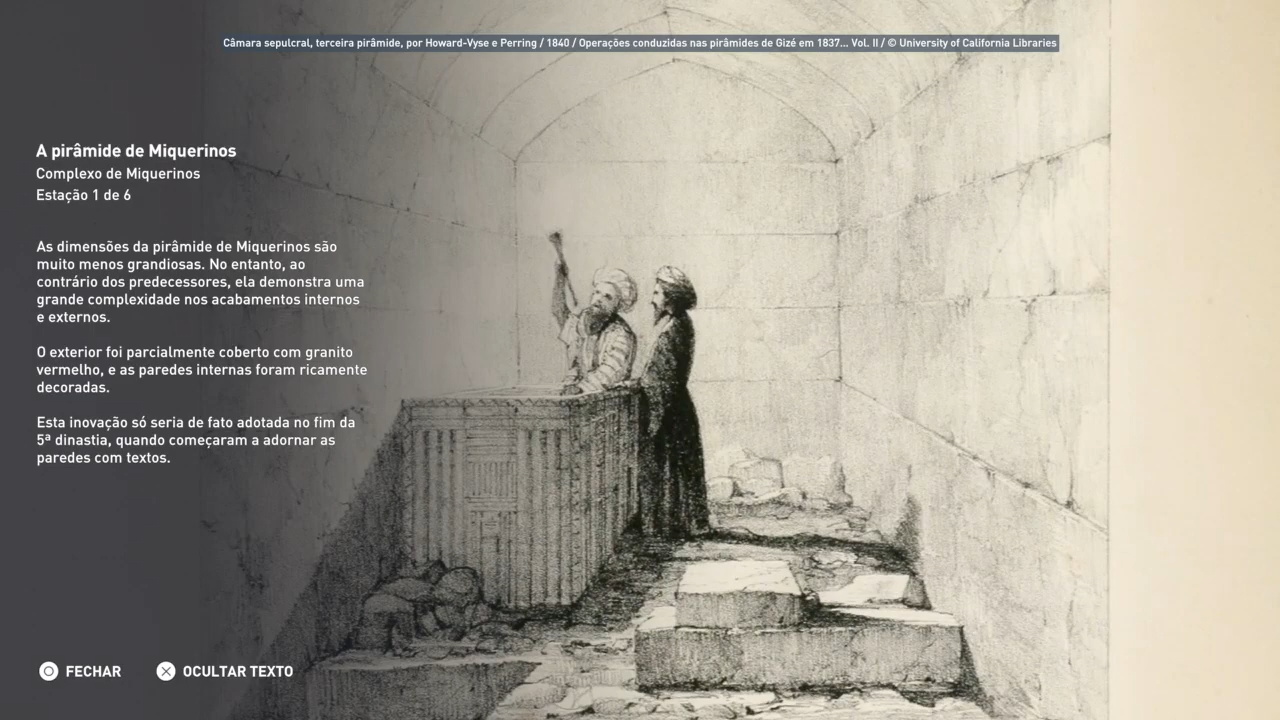 Câmara sepulcral, terceira pirâmide, por Howard-Vyse e Perring / 1840 / Operações conduzidas nas pirâmides de Gizé em 1837... Vol. II / © University of California Libraries
A pirâmide de Miquerinos
Complexo de Miquerinos
Estação 1 de 6
As dimensões da pirâmide de Miquerinos são
muito menos grandiosas. No entanto, ao
contrário dos predecessores, ela demonstra uma
grande complexidade nos acabamentos internos
e externos.
O exterior foi parcialmente coberto com granito
vermelho, e as paredes internas foram ricamente
decoradas.
Esta inovação só seria de fato adotada no fim da
5ª dinastia, quando começaram a adornar as
paredes com textos.
FECHAR
OCULTAR TEXTO